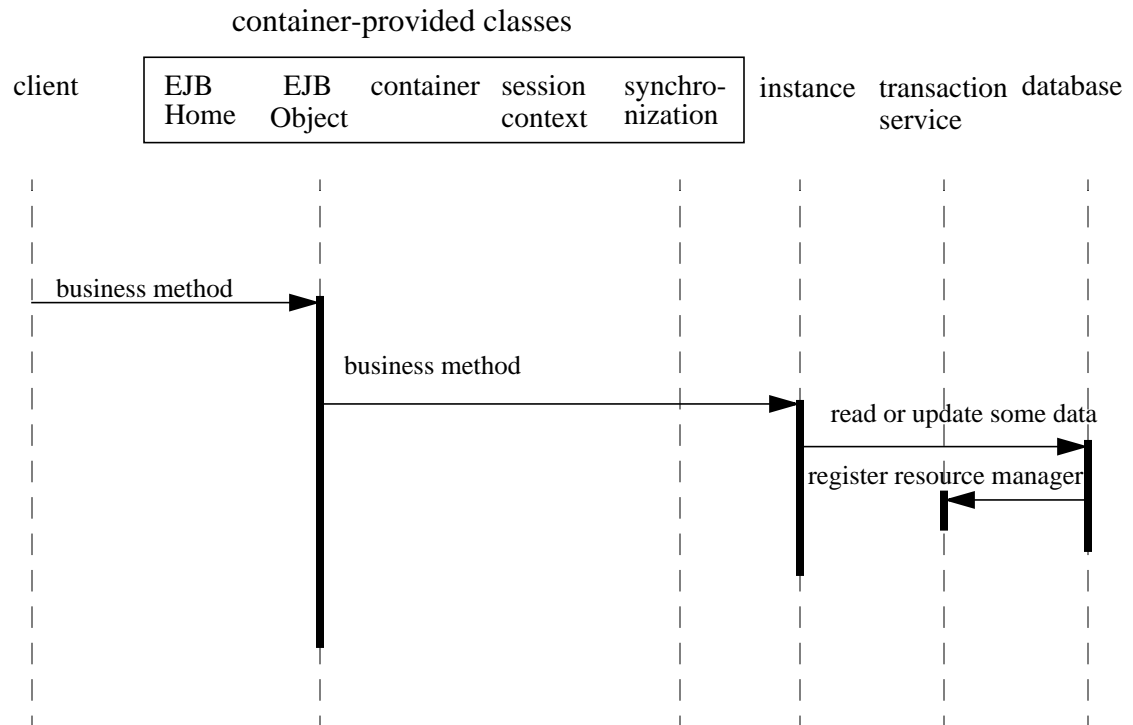 container-provided classes
client EJB EJB container session synchro- instance transaction database
Home Object context nization service
business method
business method
read or update some data
register resource manager